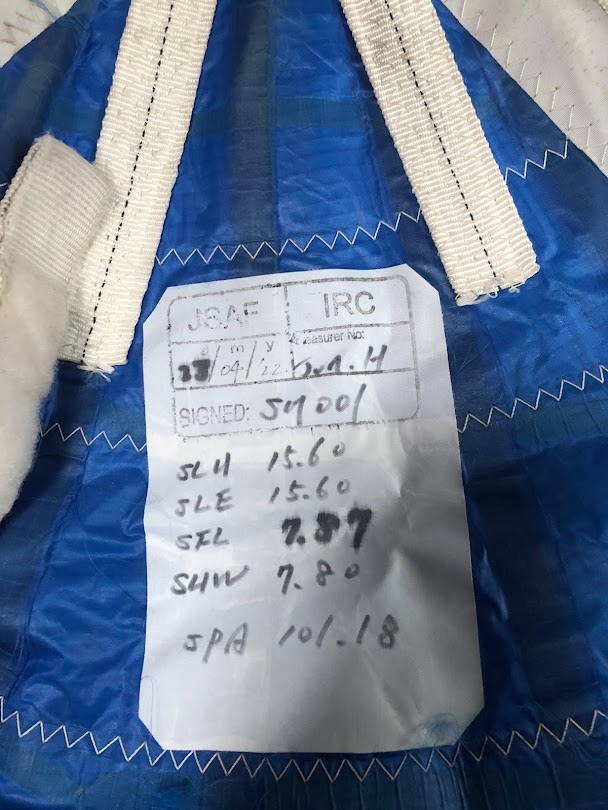 JSAF IRC
d m y Measurer No:
/04/'22
SIGNED: SM001
SLU 15.60
SLE 15.60
SFL 7.87
SHW 7.80
SPA 101.18